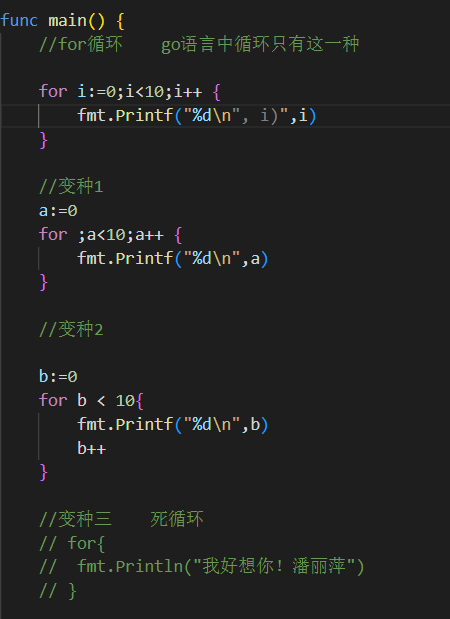 func main() {
//for循环 go语言中循环只有这一种
for i:=0;i<10;i++ {
fmt.Printf("%d\n", i)",i)
}
//变种1
a:=0
for ;a<10;a++ {
fmt.Printf("%d\n",a)
}
//变种2
b:=0
for b < 10{
fmt.Printf("%d\n",b)
b++
}
//变种三 死循环
// for{
// fmt.Println("我好想你！潘丽萍")
// }